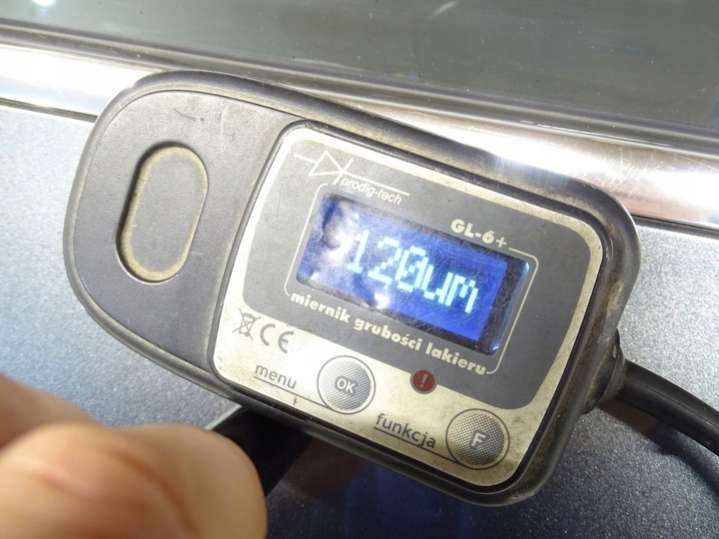 prodig-tech
GL-6+
120um
miernik grubości lakieru
CE
menu
OK
!
funkcja
F